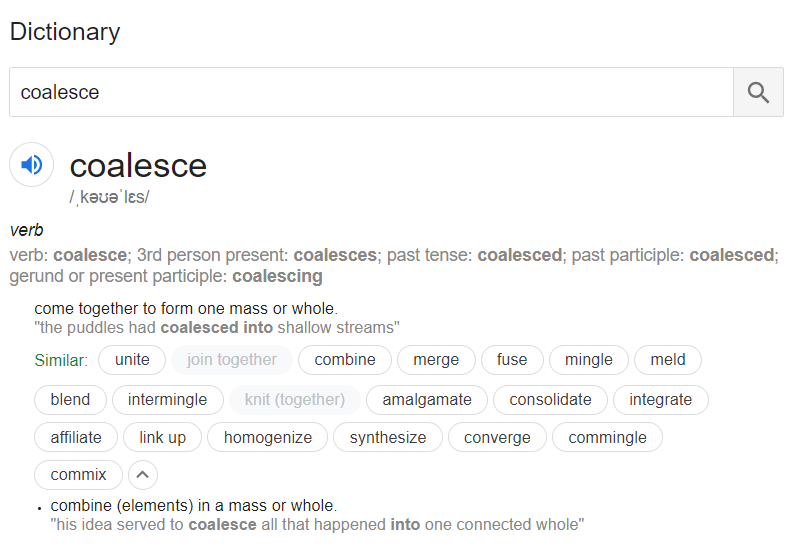 Dictionary
coalesce
coalesce
/ˌkəʊəˈlɛs/
verb
verb: coalesce; 3rd person present: coalesces; past tense: coalesced; past participle: coalesced;
gerund or present participle: coalescing
come together to form one mass or whole.
"the puddles had coalesced into shallow streams"
Similar: unite join together combine merge fuse mingle meld
blend intermingle knit (together) amalgamate consolidate integrate
affiliate link up homogenize synthesize converge commingle
commix
• combine (elements) in a mass or whole.
"his idea served to coalesce all that happened into one connected whole"